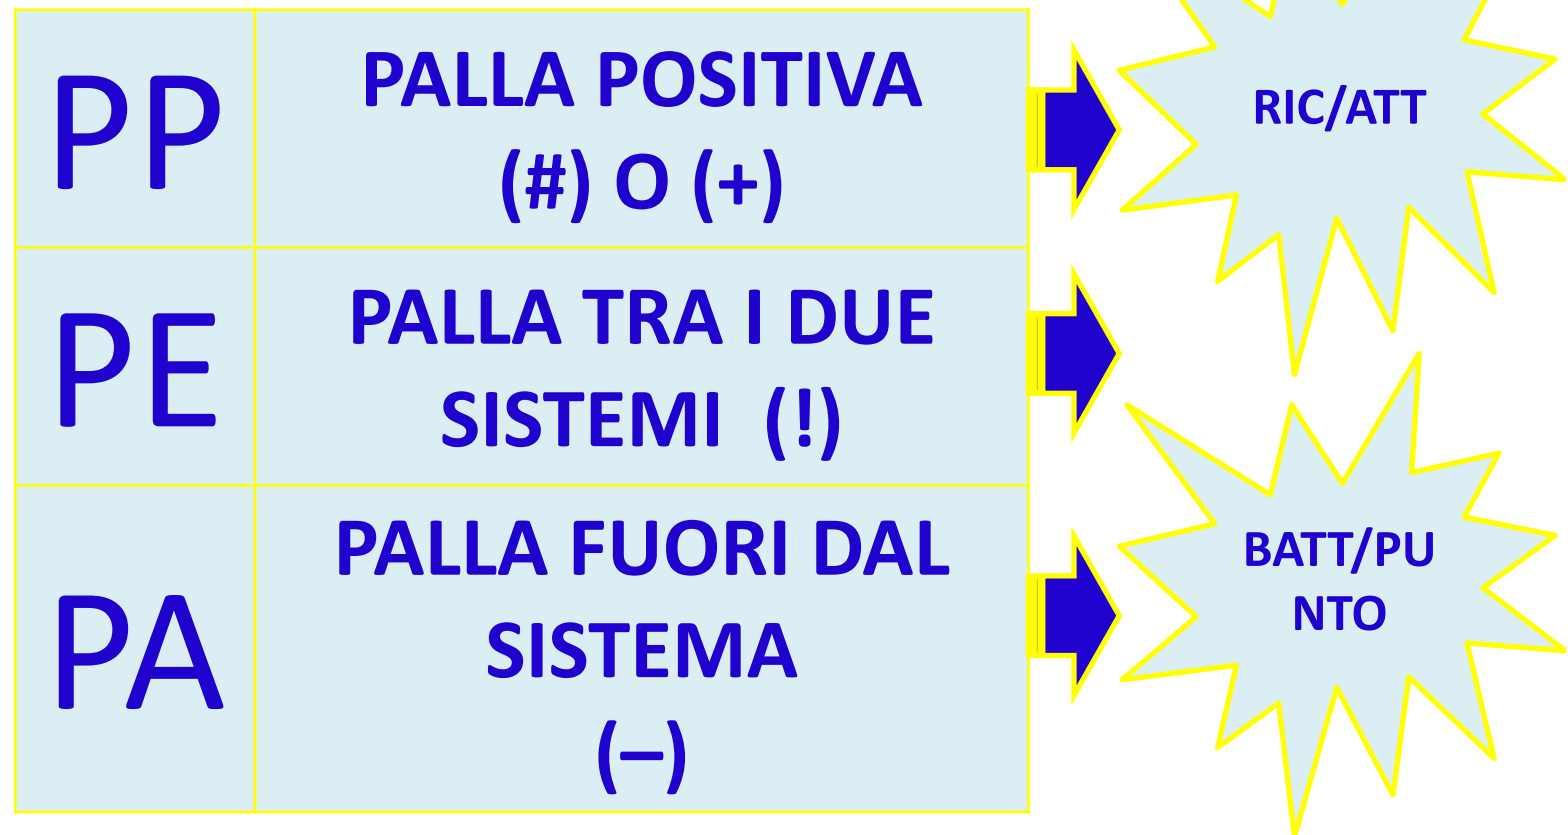 PP
PALLA POSITIVA
(#) O (+)
RIC/ATT
PE
PALLA TRA I DUE
SISTEMI (!)
PA
PALLA FUORI DAL
SISTEMA
(–)
BATT/PU
NTO